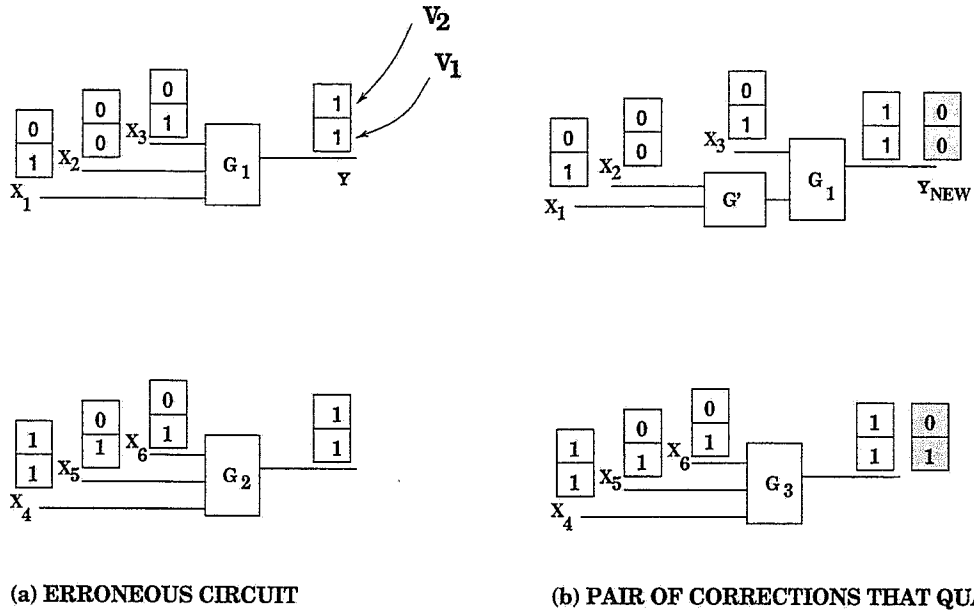 V2
V1
0
1
X1
0
0
X2
0
1
X3
G1
1
1
Y
0
1
X1
0
0
X2
0
1
X3
G'
G1
1
1
0
0
YNEW
1
1
X4
0
1
X5
0
1
X6
G2
1
1
1
1
X4
0
1
X5
0
1
X6
G3
1
1
0
1
(a) ERRONEOUS CIRCUIT
(b) PAIR OF CORRECTIONS THAT QU